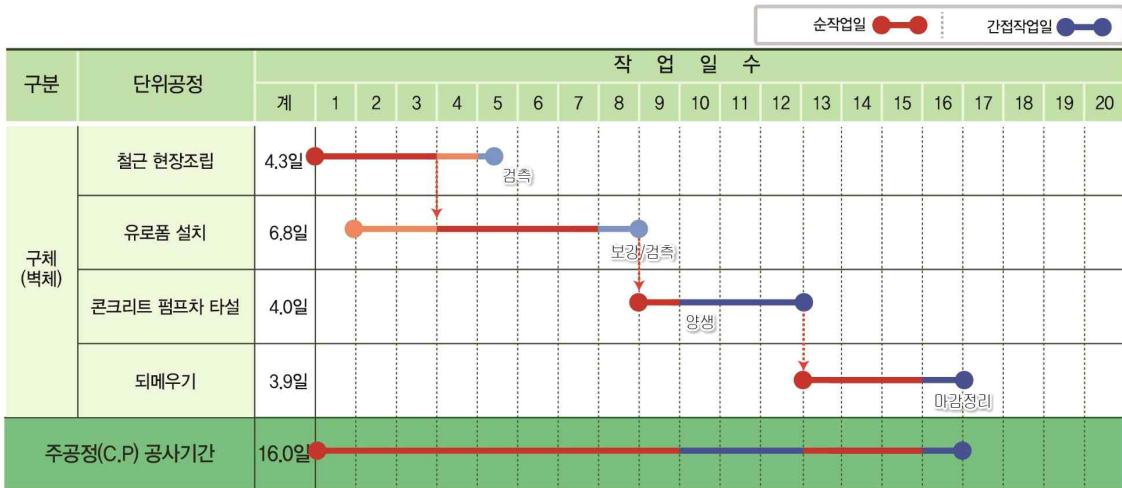 순작업일 간접작업일
구분 단위공정 작 업 일 수
계 1 2 3 4 5 6 7 8 9 10 11 12 13 14 15 16 17 18 19 20
구체
(벽체)
철근 현장조립 4.3일
검측
유로폼 설치 6.8일
보강/검측
콘크리트 펌프차 타설 4.0일
양생
되메우기 3.9일
마감정리
주공정(C.P) 공사기간 16.0일